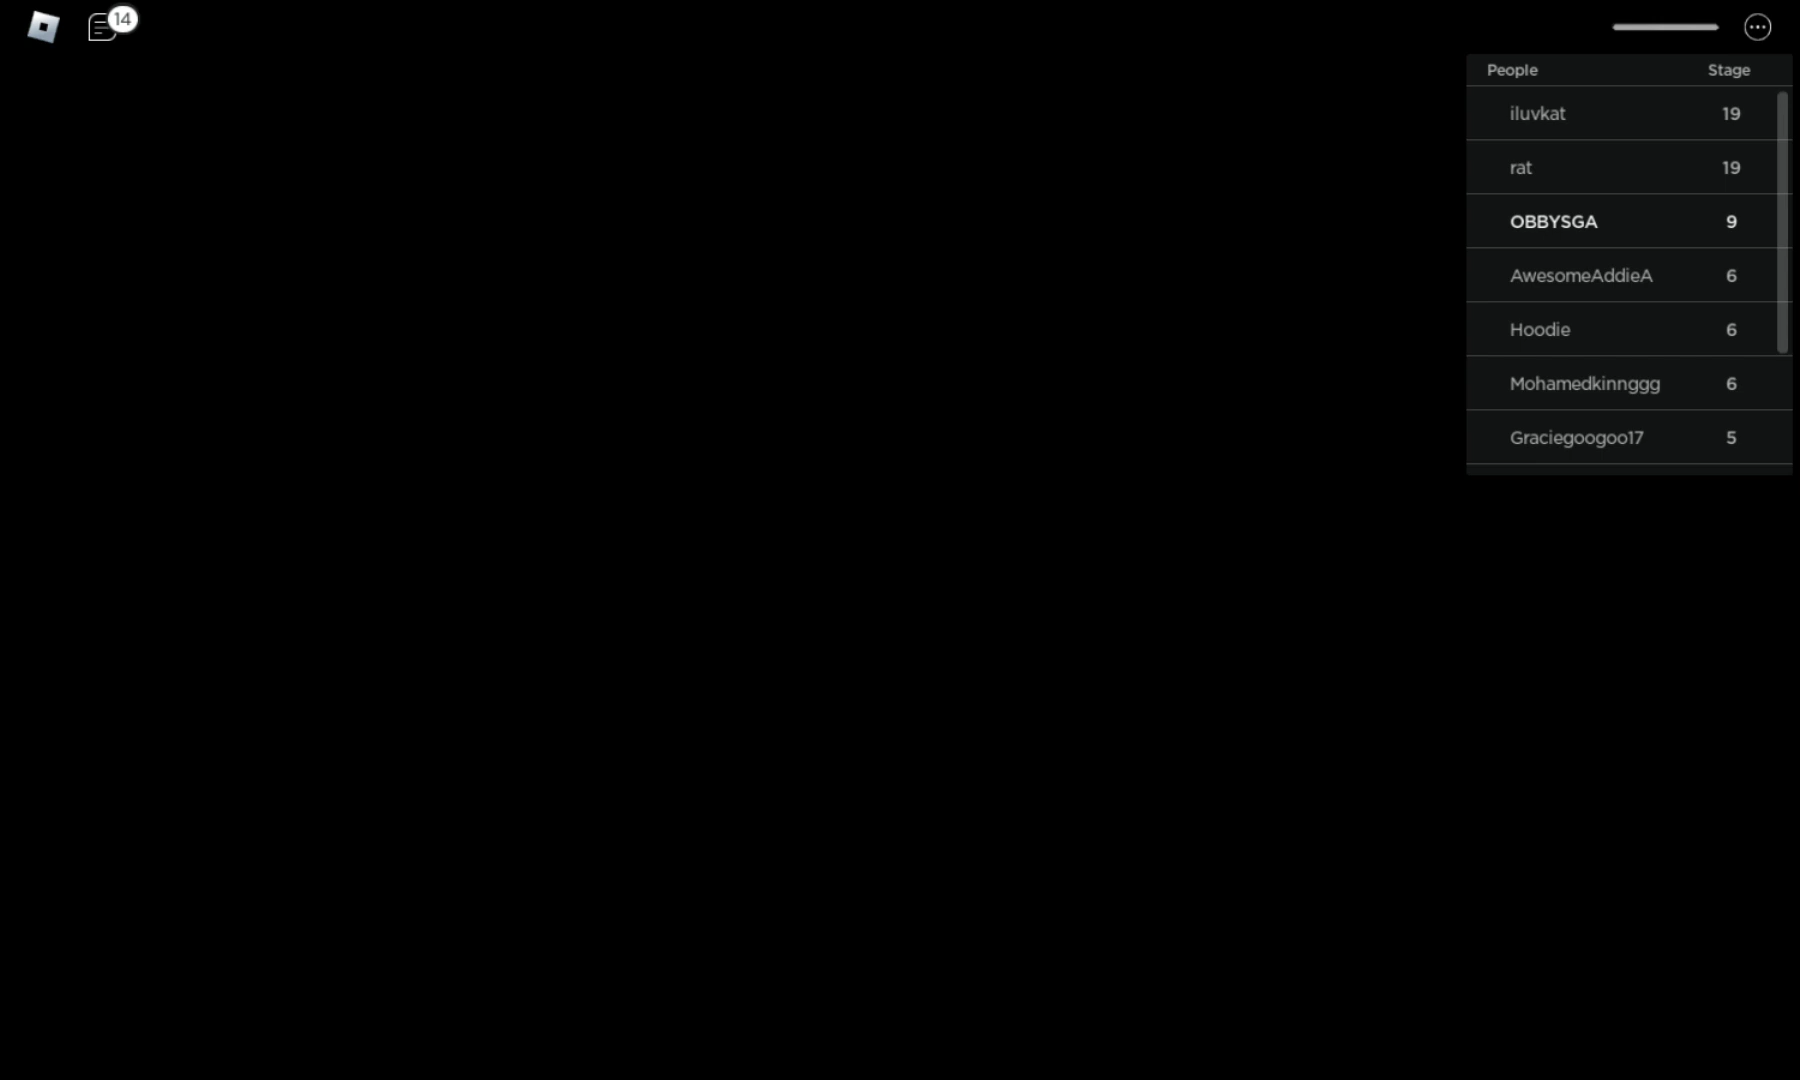 14
People Stage
iluvkat 19
rat 19
OBBYSGA 9
AwesomeAddieA 6
Hoodie 6
Mohamedkinnggg 6
Graciegoogoo17 5